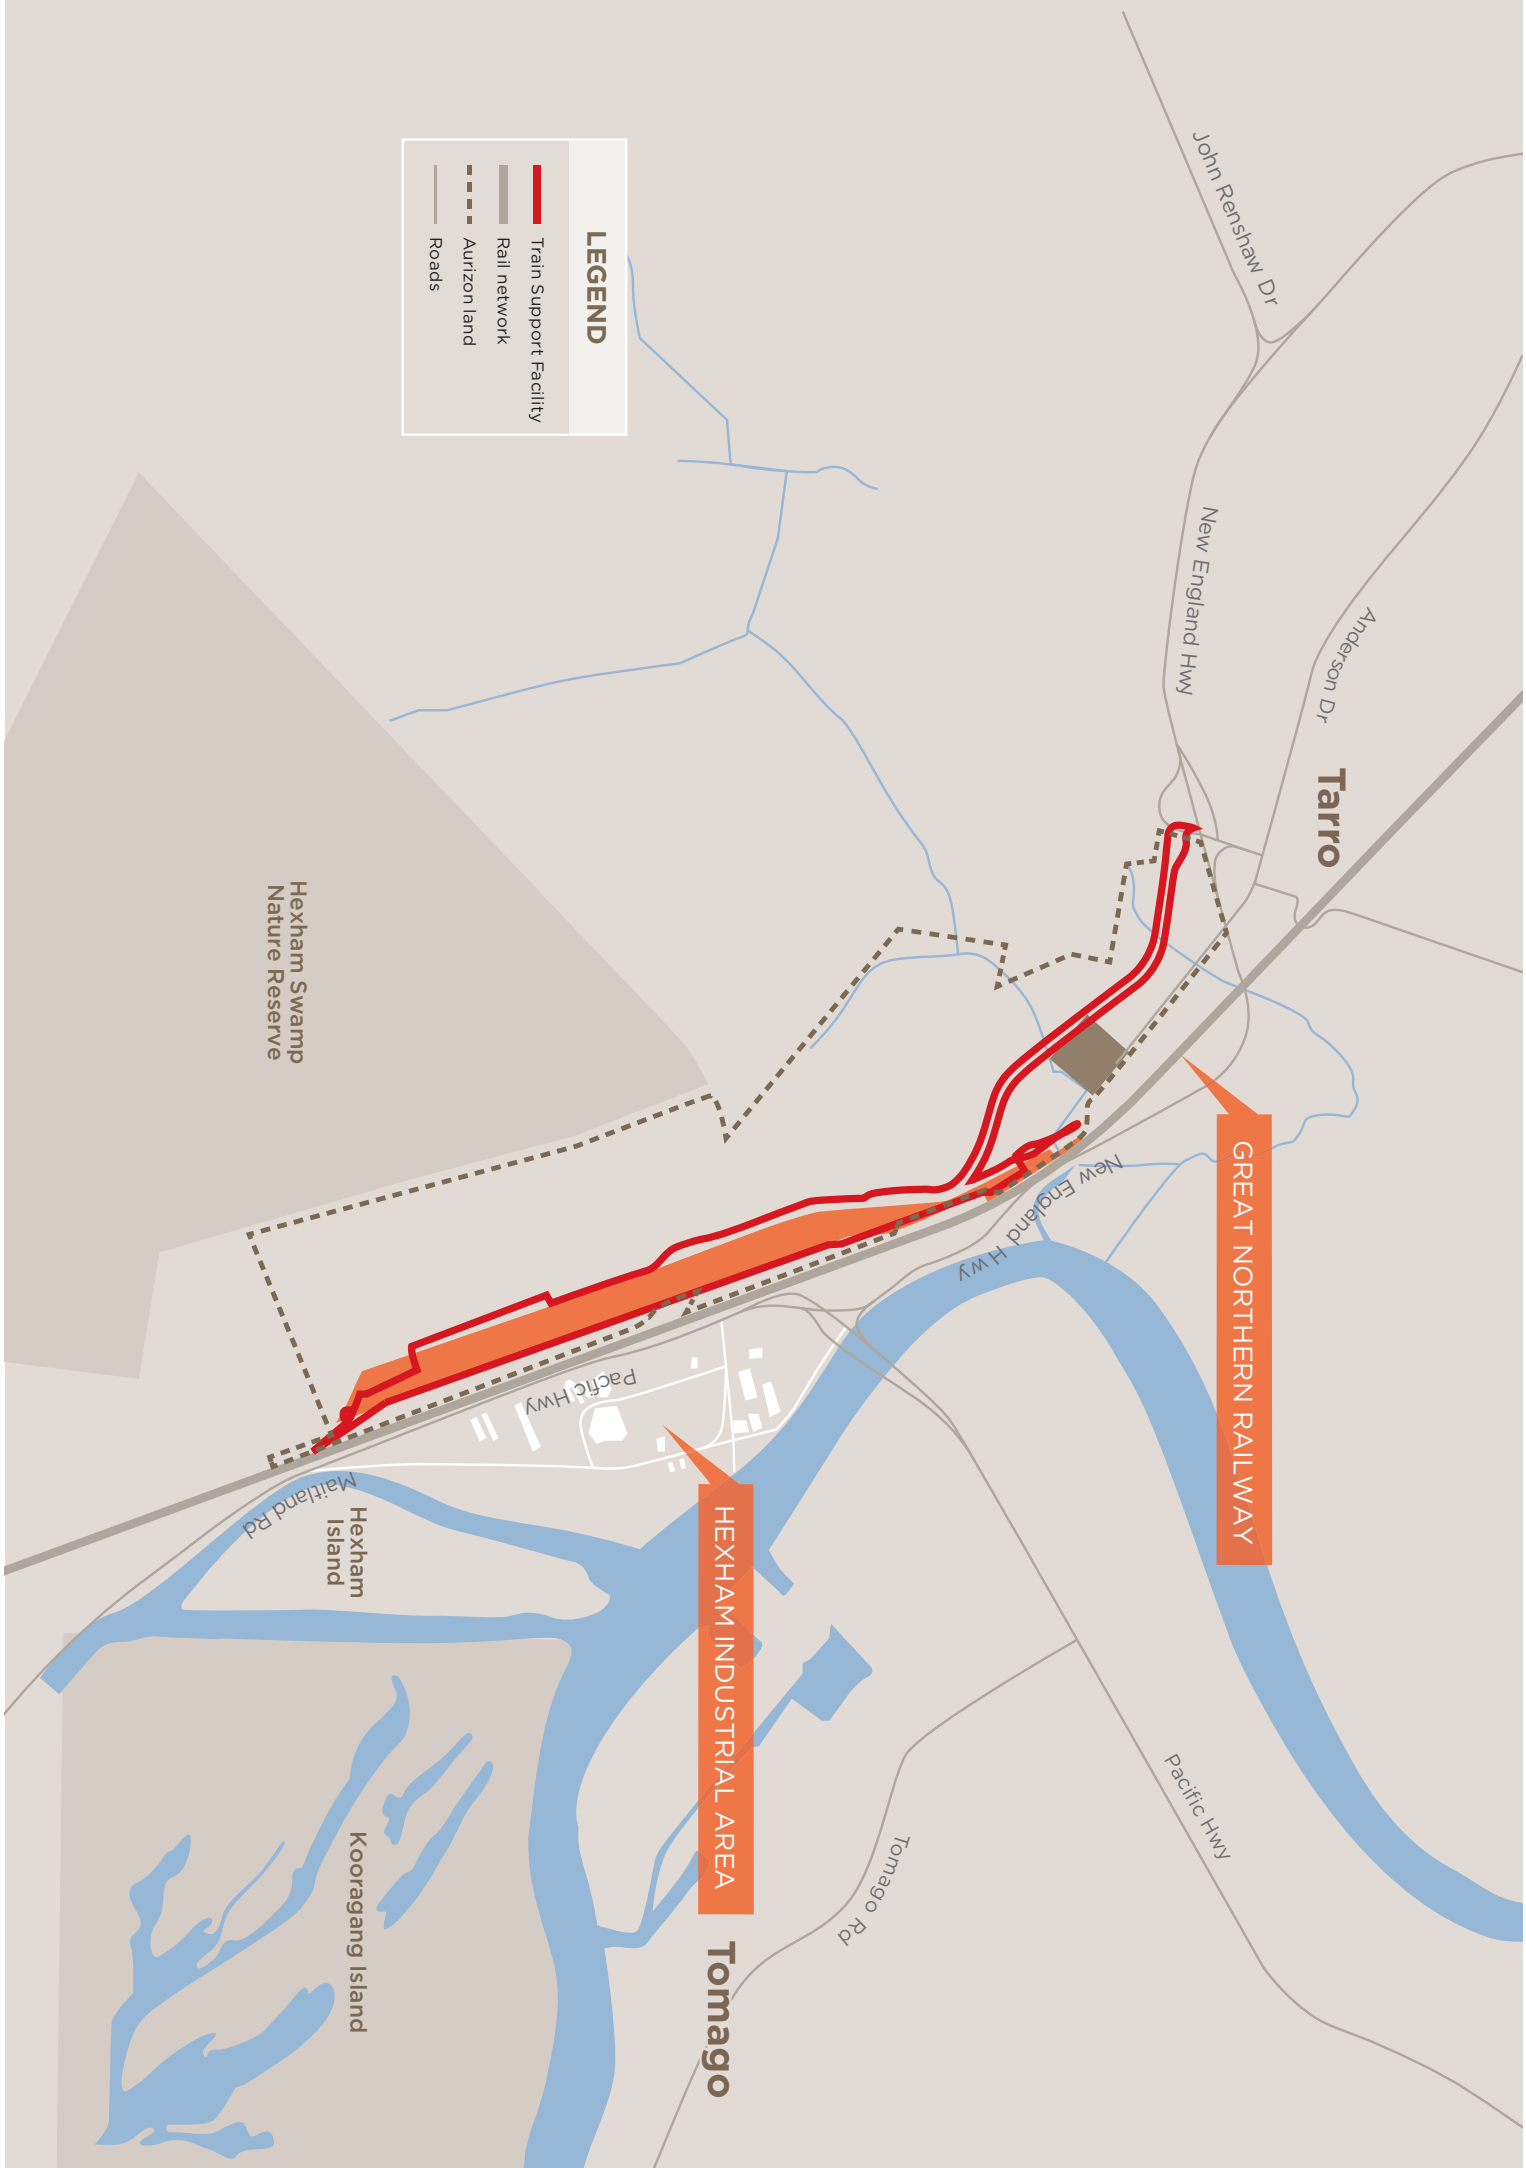 John Renshaw Dr
New England Hwy
Anderson Dr
Tarro
GREAT NORTHERN RAILWAY
New England Hwy
Pacific Hwy
LEGEND
Train Support Facility
Rail network
Aurizon land
Roads
Pacfic Hwy
HEXHAM INDUSTRIAL AREA
Tomago Rd
Tomago
Hexham Swamp
Nature Reserve
Maitland Rd
Hexham
Island
Kooragang Island